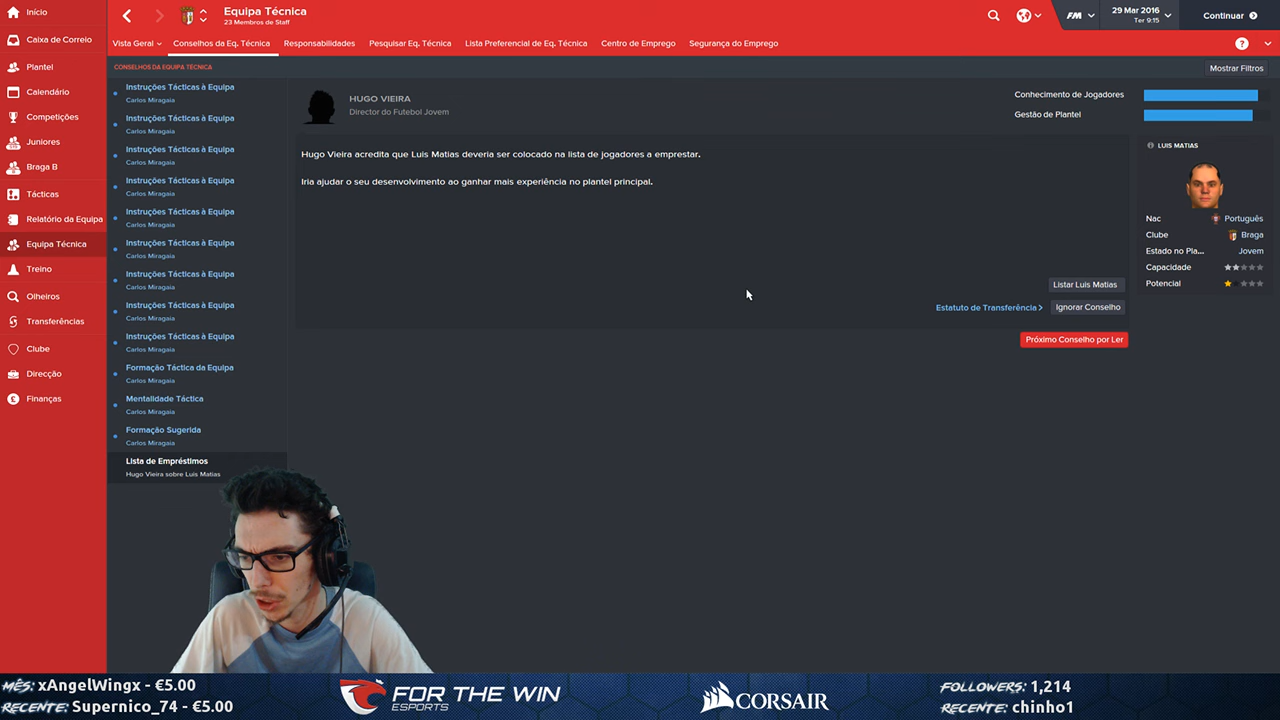 Início
Caixa de Correio
Plantel
Calendário
Competições
Juniores
Braga B
Tácticas
Relatório da Equipa
Equipa Técnica
Treino
Olheiros
Transferências
Clube
Direcção
Finanças
Equipa Técnica
23 Membros de Staff
FM
29 Mar 2016
Ter 9:15
Continuar
Vista Geral
Conselhos da Eq. Técnica
Responsabilidades
Pesquisar Eq. Técnica
Lista Preferencial de Eq. Técnica
Centro de Emprego
Segurança do Emprego
?
CONSELHOS DA EQUIPA TÉCNICA
Mostrar Filtros
Instruções Tácticas à Equipa
Carlos Miragaia
Instruções Tácticas à Equipa
Carlos Miragaia
Instruções Tácticas à Equipa
Carlos Miragaia
Instruções Tácticas à Equipa
Carlos Miragaia
Instruções Tácticas à Equipa
Carlos Miragaia
Instruções Tácticas à Equipa
Carlos Miragaia
Instruções Tácticas à Equipa
Carlos Miragaia
Instruções Tácticas à Equipa
Carlos Miragaia
Instruções Tácticas à Equipa
Carlos Miragaia
Formação Táctica da Equipa
Carlos Miragaia
Mentalidade Táctica
Carlos Miragaia
Formação Sugerida
Carlos Miragaia
Lista de Empréstimos
Hugo Vieira sobre Luis Matias
HUGO VIEIRA
Director do Futebol Jovem
Conhecimento de Jogadores
Gestão de Plantel
Hugo Vieira acredita que Luis Matias deveria ser colocado na lista de jogadores a emprestar.
Iria ajudar o seu desenvolvimento ao ganhar mais experiência no plantel principal.
Listar Luis Matias
Estatuto de Transferência >
Ignorar Conselho
Próximo Conselho por Ler
LUIS MATIAS
Nac Português
Clube Braga
Estado no Pla... Jovem
Capacidade
Potencial
MÊS: xAngelWingx - €5.00
RECENTE: Supernico_74 - €5.00
FOR THE WIN
ESPORTS
CORSAIR
FOLLOWERS: 1,214
RECENTE: chinho1